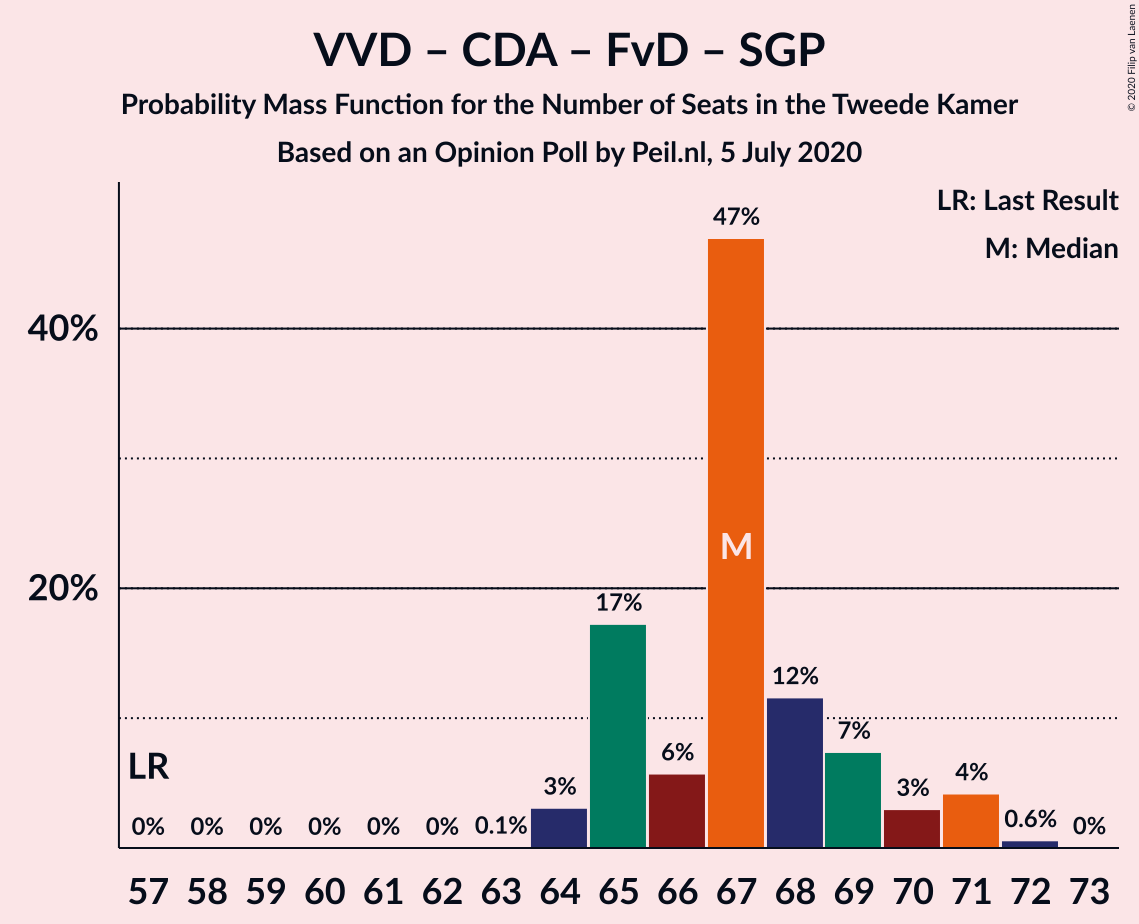 VVD – CDA – FvD – SGP
Probability Mass Function for the Number of Seats in the Tweede Kamer
Based on an Opinion Poll by Peil.nl, 5 July 2020
© 2020 Filip van Laenen
LR: Last Result
M: Median
40%
20%
LR
M
0% 0% 0% 0% 0% 0% 0.1% 3% 17% 6% 47% 12% 7% 3% 4% 0.6% 0%
57 58 59 60 61 62 63 64 65 66 67 68 69 70 71 72 73